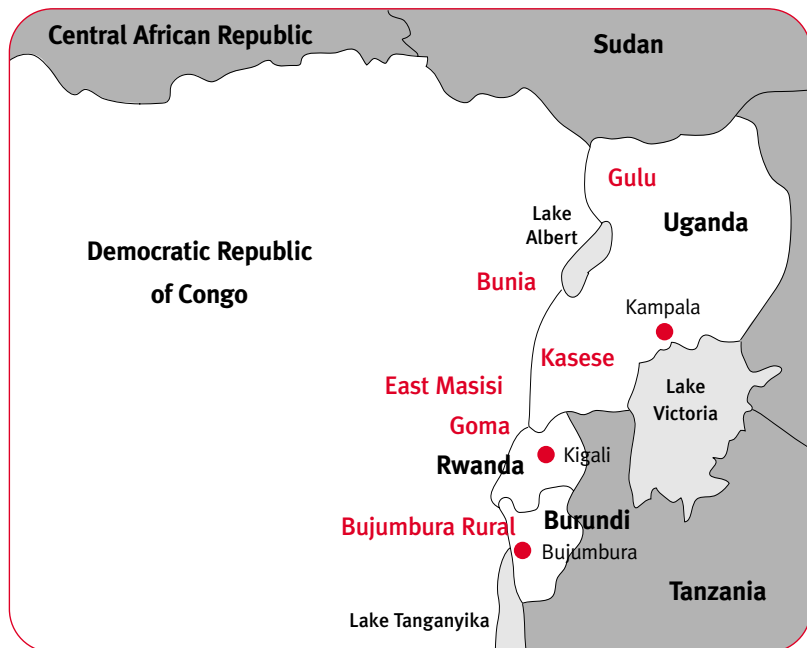 Central African Republic
Sudan
Gulu
Lake
Albert
Uganda
Democratic Republic
of Congo
Bunia
Kampala
Kasese
East Masisi
Lake
Victoria
Goma
Rwanda
Kigali
Bujumbura Rural
Burundi
Bujumbura
Tanzania
Lake Tanganyika